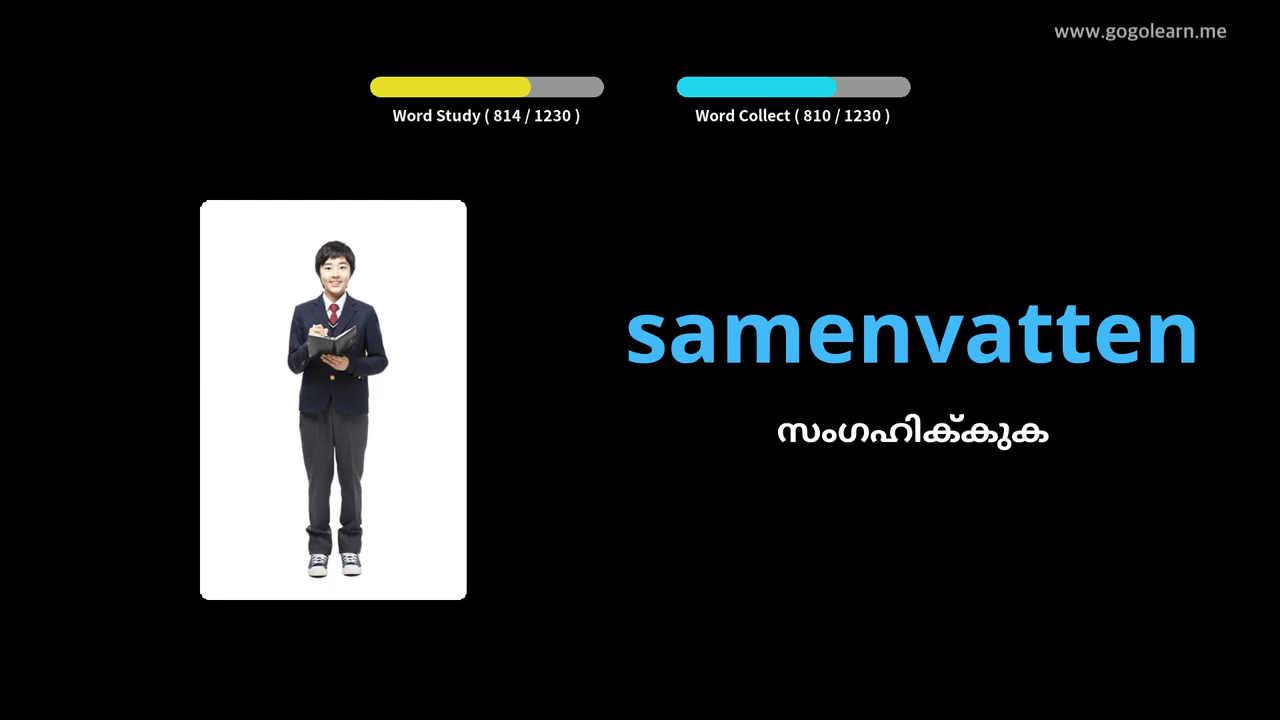 www.gogolearn.me
Word Study ( 814 / 1230 )
Word Collect ( 810 / 1230 )
samenvatten
സംഗഹിക്കുക